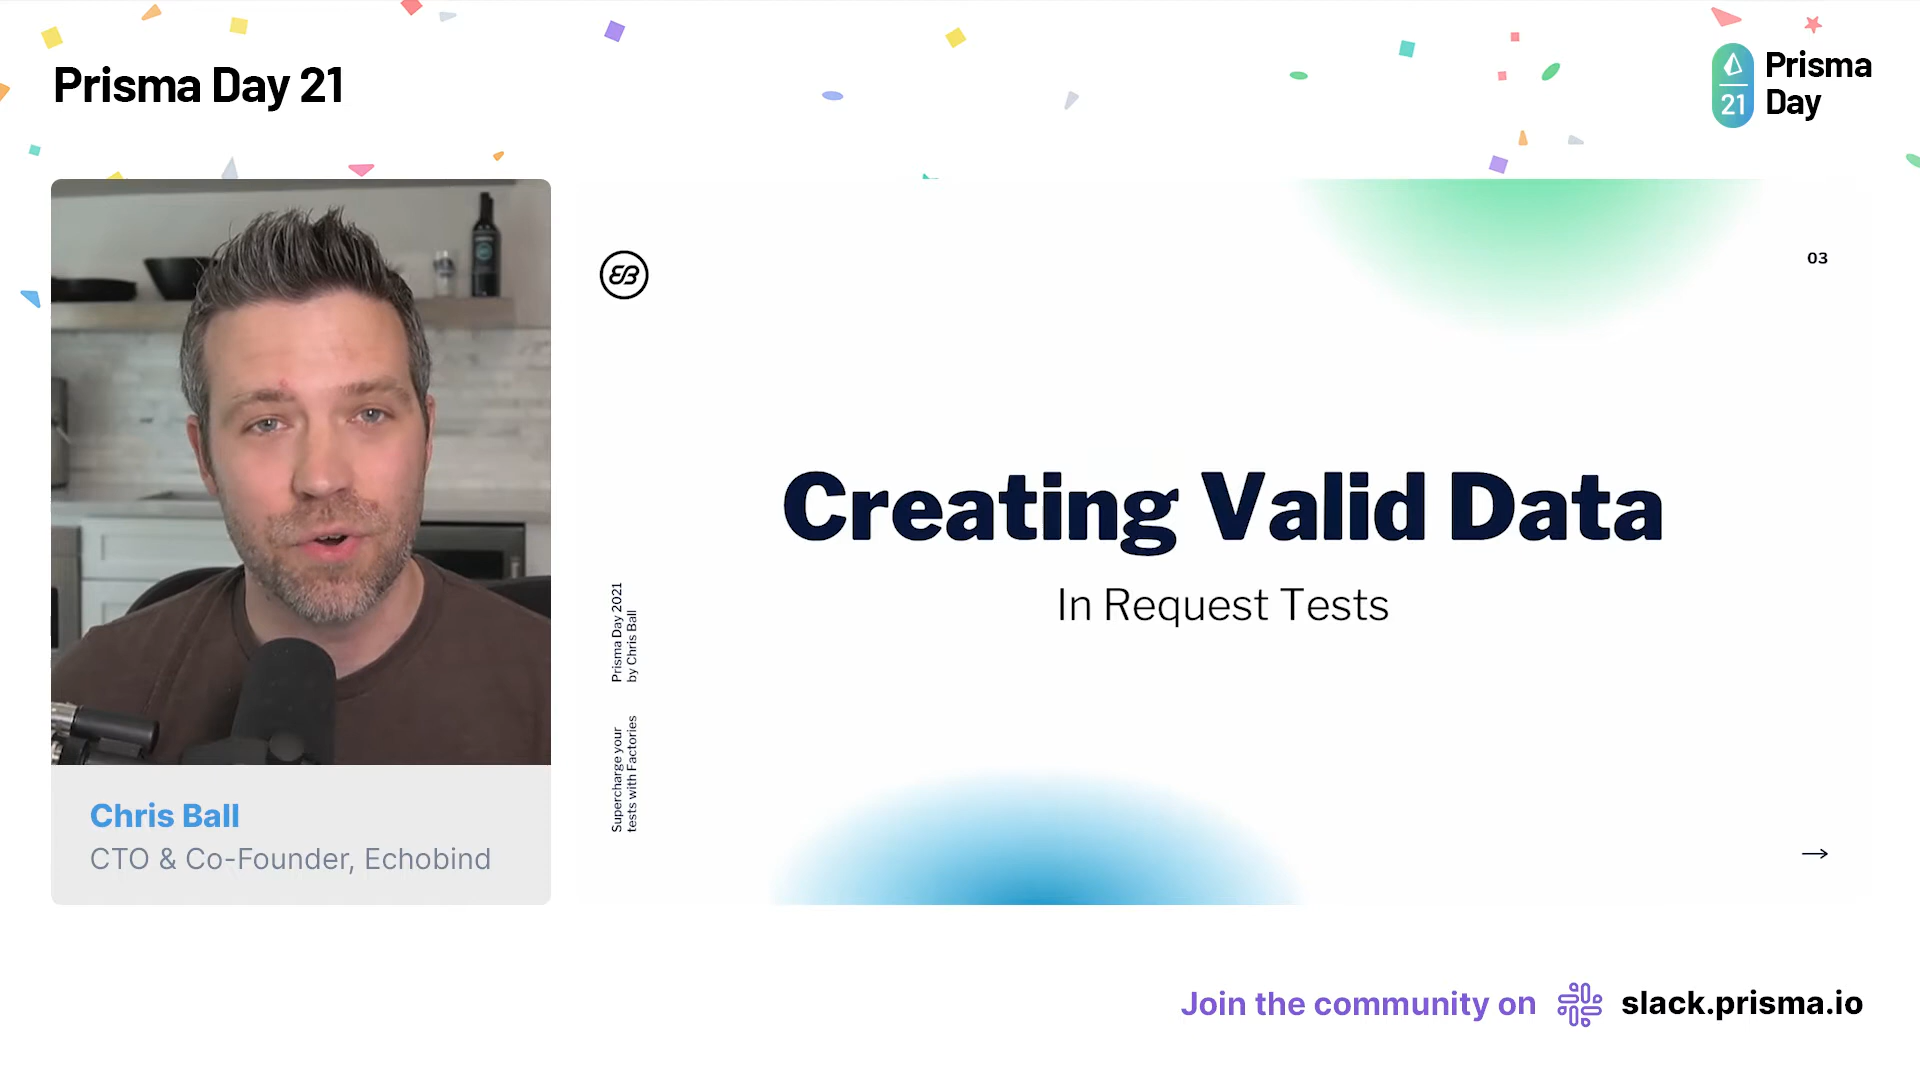 Prisma Day 21
Prisma
Day
21
EB
03
Creating Valid Data
In Request Tests
Prisma Day 2021
by Chris Ball
Supercharge your
tests with Factories
Chris Ball
CTO & Co-Founder, Echobind
→
Join the community on slack.prisma.io